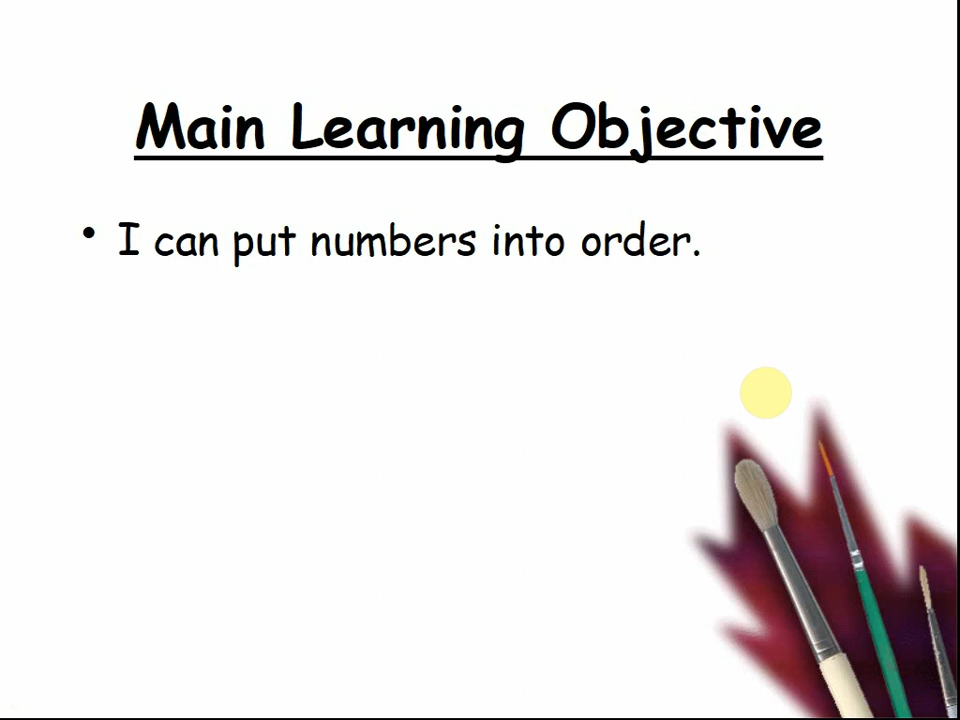 Main Learning Objective
• I can put numbers into order.